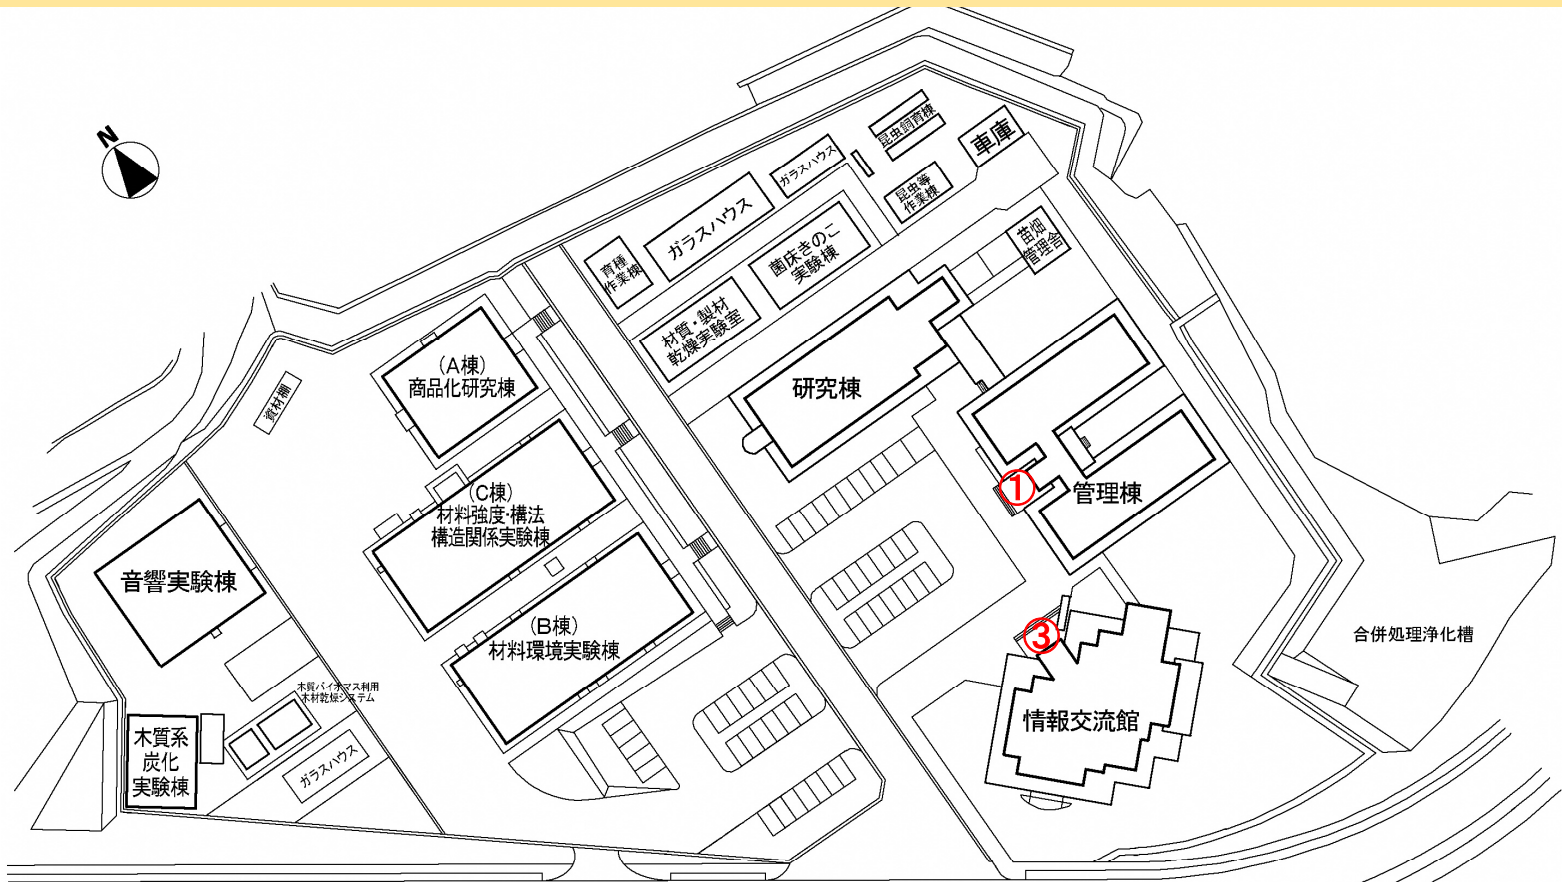 N
昆虫飼育棟
車庫
ガラスハウス
昆虫等
作業棟
ガラスハウス
苗畑
管理舎
菌床きのこ
実験棟
育種
作業棟
材質・製材
乾燥実験室
(A棟)
商品化研究棟
研究棟
資材棚
(C棟)
材料強度・構法
構造関係実験棟
①
管理棟
音響実験棟
(B棟)
材料環境実験棟
③
合併処理浄化槽
木質バイオマス利用
木材乾燥システム
情報交流館
木質系
炭化
実験棟
ガラスハウス